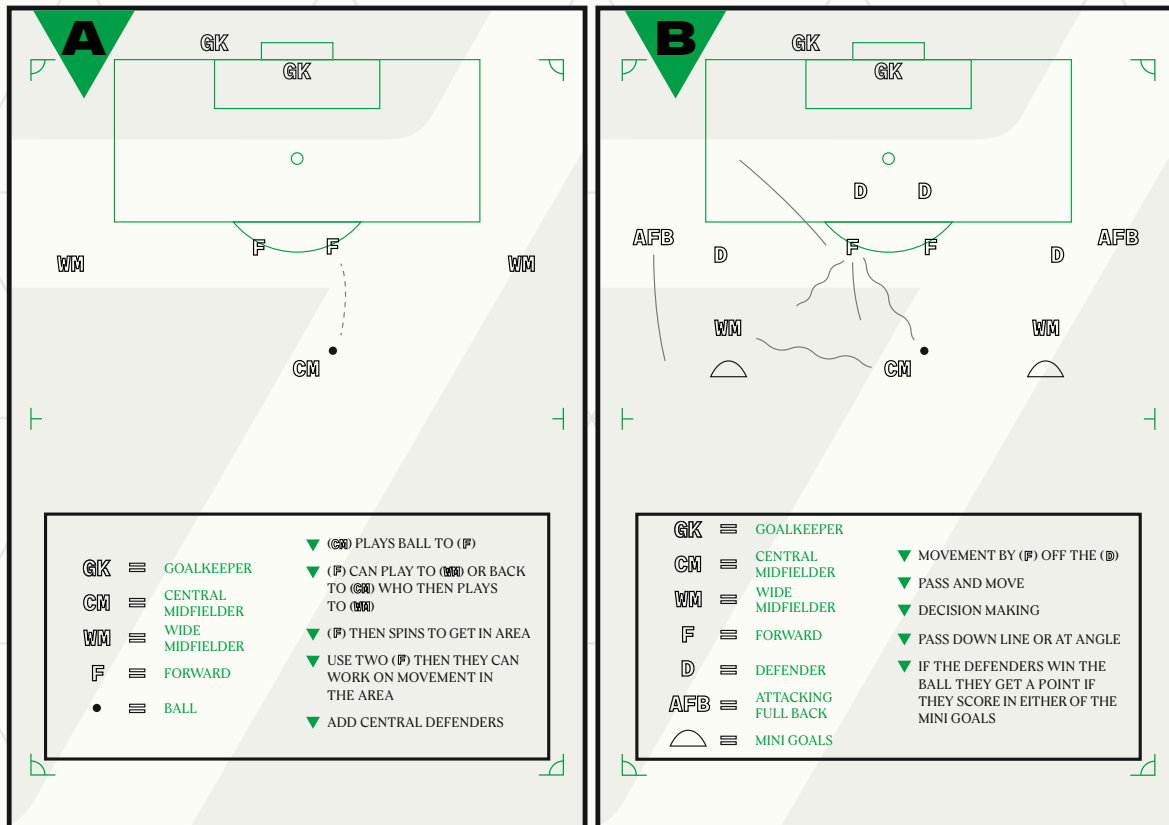 A
GK
GK
F
F
WM
WM
CM
GK = GOALKEEPER
CM = CENTRAL
MIDFIELDER
WM = WIDE
MIDFIELDER
F = FORWARD
= BALL
(CM) PLAYS BALL TO (F)
(F) CAN PLAY TO (WM) OR BACK
TO (CM) WHO THEN PLAYS
TO (WM)
(F) THEN SPINS TO GET IN AREA
USE TWO (F) THEN THEY CAN
WORK ON MOVEMENT IN
THE AREA
ADD CENTRAL DEFENDERS
B
GK
GK
D
D
AFB
F
F
AFB
D
D
WM
WM
CM
GK = GOALKEEPER
CM = CENTRAL
MIDFIELDER
WM = WIDE
MIDFIELDER
F = FORWARD
D = DEFENDER
AFB = ATTACKING
FULL BACK
= MINI GOALS
MOVEMENT BY (F) OFF THE (D)
PASS AND MOVE
DECISION MAKING
PASS DOWN LINE OR AT ANGLE
IF THE DEFENDERS WIN THE
BALL THEY GET A POINT IF
THEY SCORE IN EITHER OF THE
MINI GOALS